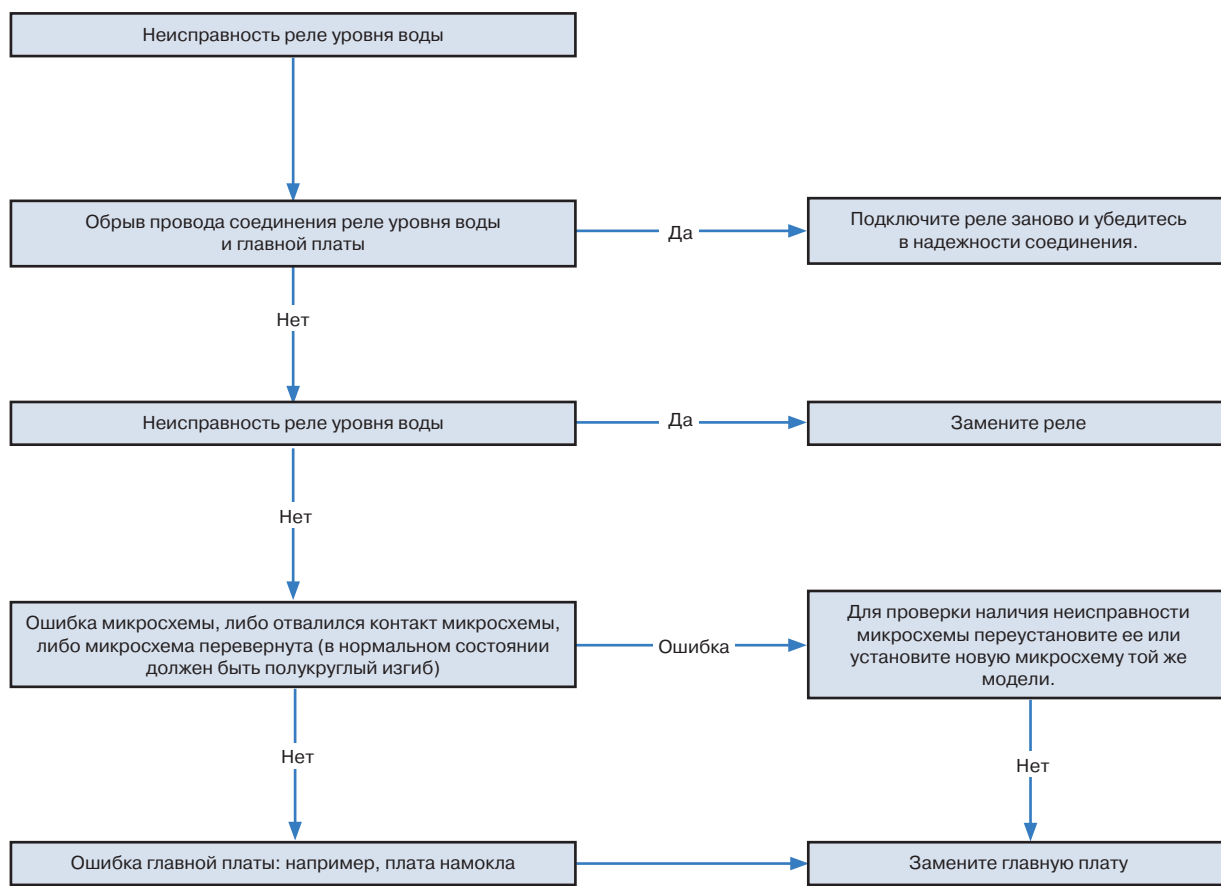 Неисправность реле уровня воды
Обрыв провода соединения реле уровня воды
и главной платы
Да
Подключите реле заново и убедитесь
в надежности соединения.
Нет
Неисправность реле уровня воды
Да
Замените реле
Нет
Ошибка микросхемы, либо отвалился контакт микросхемы,
либо микросхема перевернута (в нормальном состоянии
должен быть полукруглый изгиб)
Ошибка
Для проверки наличия неисправности
микросхемы переустановите ее или
установите новую микросхему той же
модели.
Нет
Нет
Ошибка главной платы: например, плата намокла
Замените главную плату